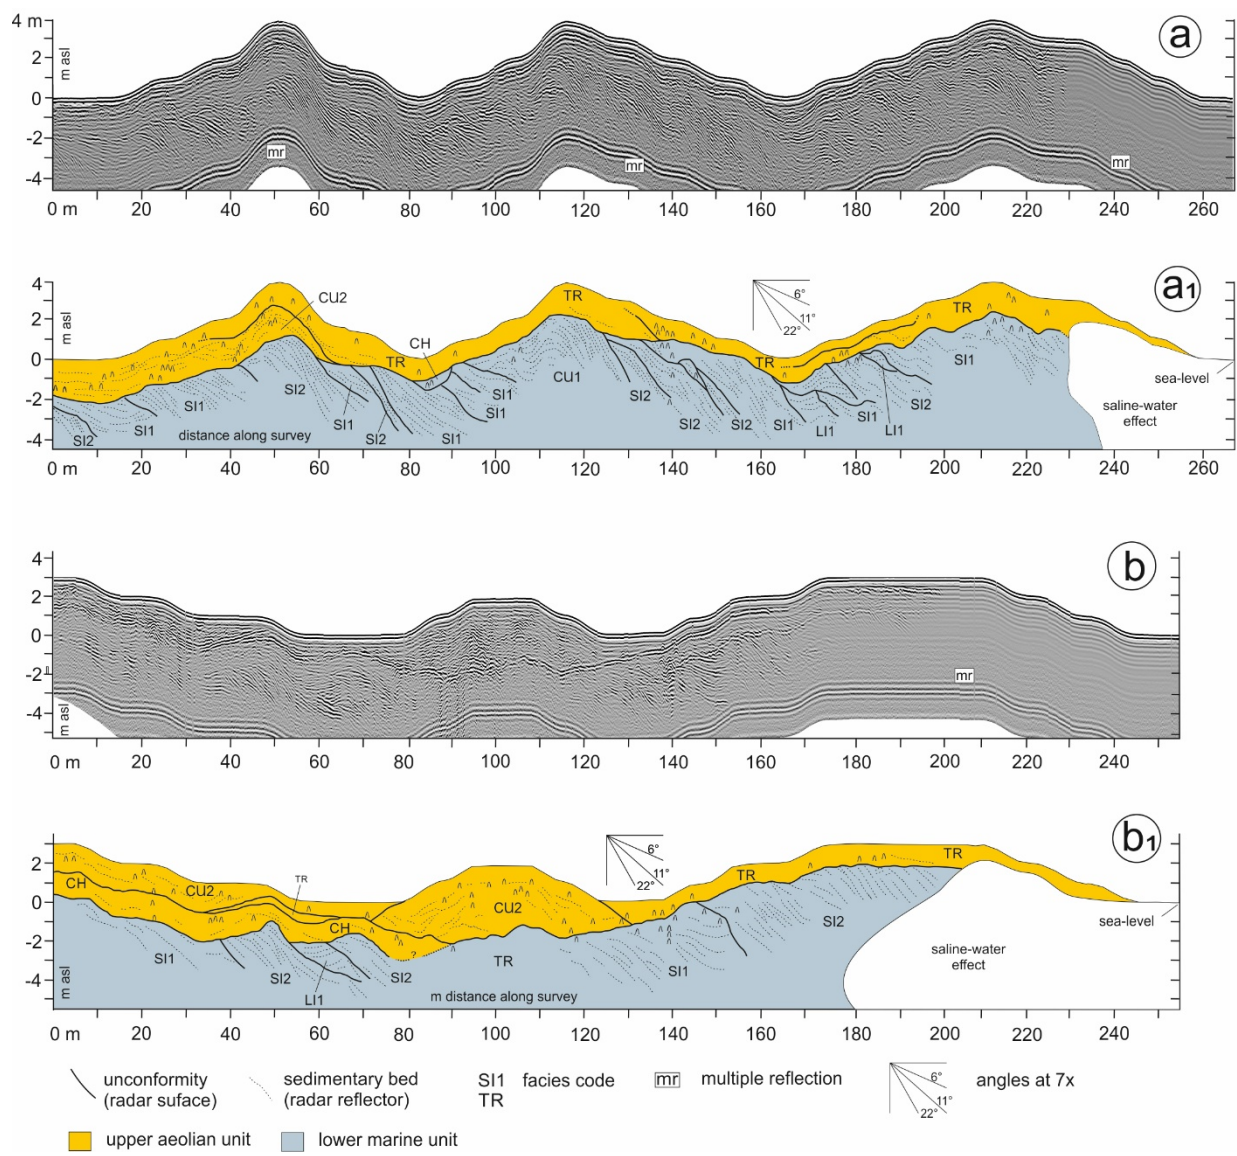 4 m
a
m asl
2
0
-2
-4
mr
mr
mr
0 m 20 40 60 80 100 120 140 160 180 200 220 240 260
4
2
0
-2
-4
m asl
a1
CU2
TR
TR
6°
11°
22°
CH
TR
TR
SI2
CU1
SI1
sea-level
SI1
SI1
SI1
SI2
SI2
saline-water
effect
SI2
SI1
distance along survey
SI2
SI1
SI2
SI2
SI1
LI1
SI1
LI1
0 m 20 40 60 80 100 120 140 160 180 200 220 240 260
4
2
0
-2
-4
m asl
b
mr
0 m 20 40 60 80 100 120 140 160 180 200 220 240
2
0
-2
-4
m asl
b1
6°
11°
22°
CH
CU2
TR
TR
TR
CU2
CH
SI2
sea-level
SI1
SI2
LI1
?
SI2
TR
SI1
saline-water
effect
m distance along survey
0 m 20 40 60 80 100 120 140 160 180 200 220 240
unconformity
(radar suface)
sedimentary bed
(radar reflector)
SI1 facies code
TR
mr multiple reflection
6°
11°
22°
angles at 7x
upper aeolian unit
lower marine unit